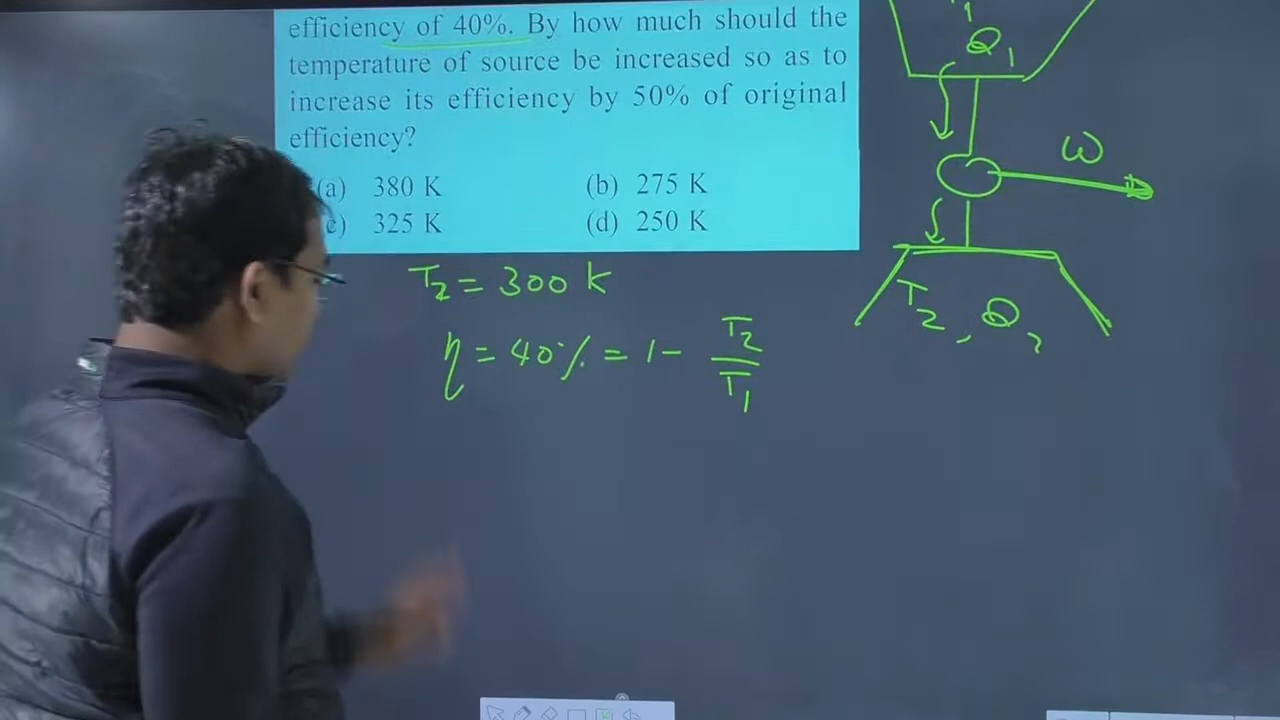 efficiency of 40%. By how much should the
temperature of source be increased so as to
increase its efficiency by 50% of original
efficiency?
(a) 380 K (b) 275 K
c) 325 K (d) 250 K
T₂ = 300 K
η = 40% = 1 - T₂/T₁
Q₁
W
T₂, Q₂